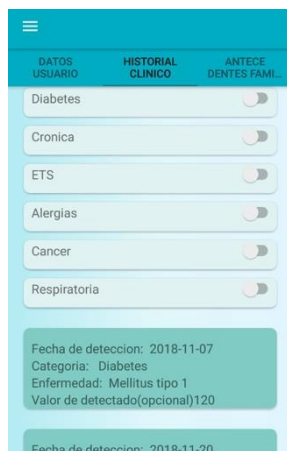 DATOS USUARIO
HISTORIAL CLINICO
ANTECE DENTES FAMI...
Diabetes
Cronica
ETS
Alergias
Cancer
Respiratoria
Fecha de deteccion: 2018-11-07
Categoria: Diabetes
Enfermedad: Mellitus tipo 1
Valor de detectado(opcional)120
Fecha de deteccion: 2018-11-20